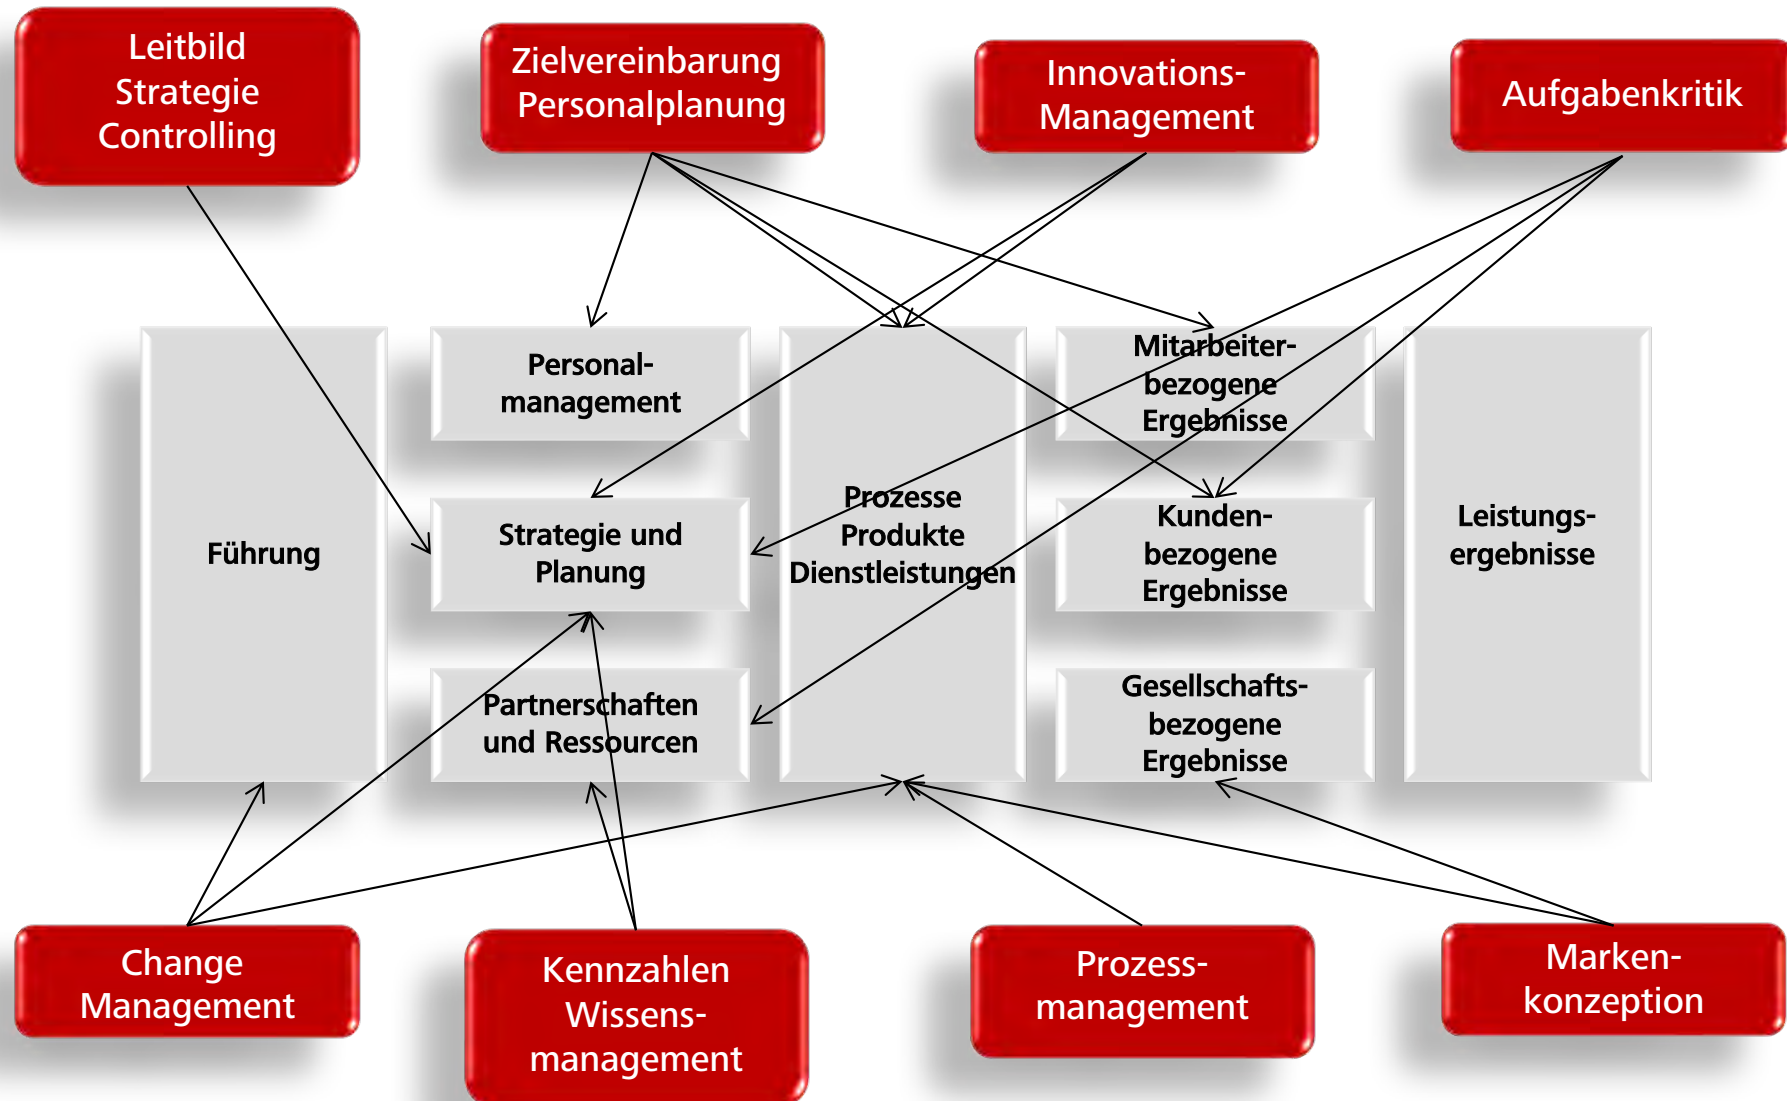 Leitbild
Strategie
Controlling
Zielvereinbarung
Personalplanung
Innovations-
Management
Aufgabenkritik
Führung
Personal-
management
Strategie und
Planung
Partnerschaften
und Ressourcen
Prozesse
Produkte
Dienstleistungen
Mitarbeiter-
bezogene
Ergebnisse
Kunden-
bezogene
Ergebnisse
Gesellschafts-
bezogene
Ergebnisse
Leistungs-
ergebnisse
Change
Management
Kennzahlen
Wissens-
management
Prozess-
management
Marken-
konzeption